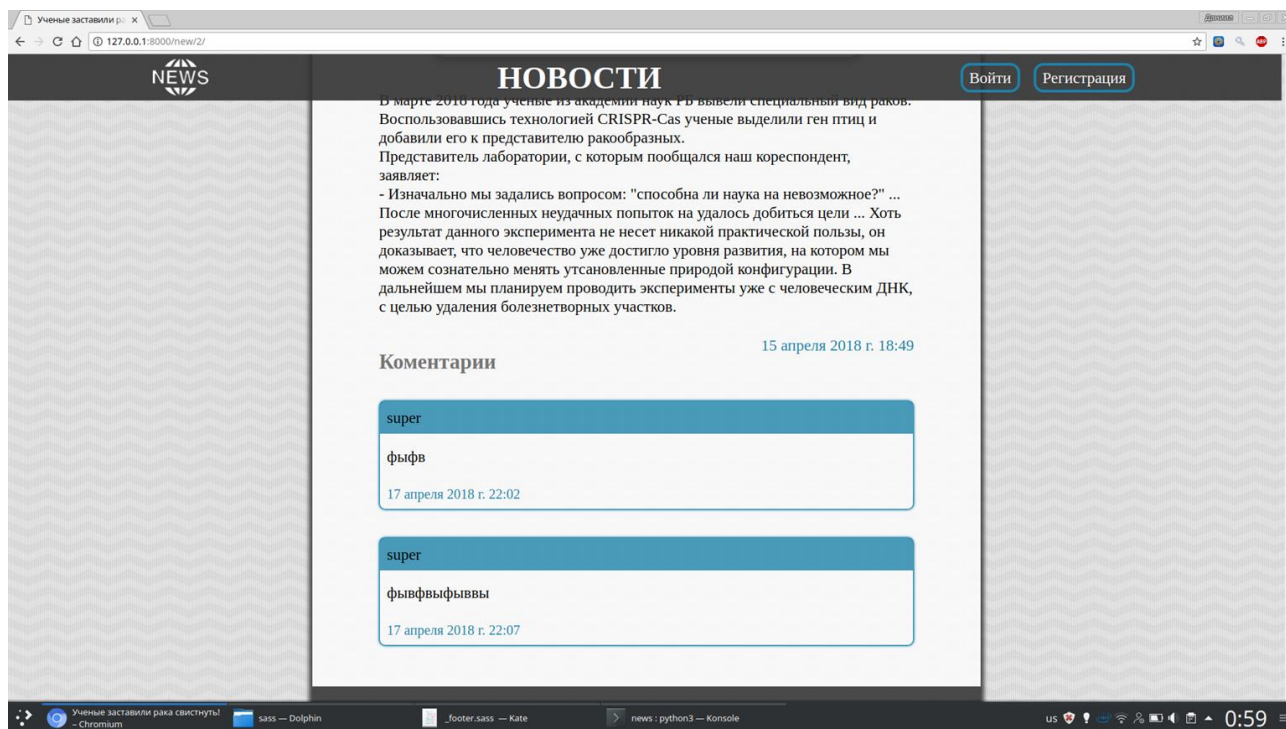 Ученые заставили ра
Даниил
127.0.0.1:8000/new/2/
NEWS
НОВОСТИ
Войти
Регистрация
В марте 2018 года ученые из академии наук РБ вывели специальный вид раков.
Воспользовавшись технологией CRISPR-Cas ученые выделили ген птиц и
добавили его к представителю ракообразных.
Представитель лаборатории, с которым пообщался наш кореспондент,
заявляет:
- Изначально мы задались вопросом: "способна ли наука на невозможное?" ...
После многочисленных неудачных попыток на удалось добиться цели ... Хоть
результат данного эксперимента не несет никакой практической пользы, он
доказывает, что человечество уже достигло уровня развития, на котором мы
можем сознательно менять утсановленные природой конфигурации. В
дальнейшем мы планируем проводить эксперименты уже с человеческим ДНК,
с целью удаления болезнетворных участков.
15 апреля 2018 г. 18:49
Коментарии
super
фыфв
17 апреля 2018 г. 22:02
super
фывфвыфыввы
17 апреля 2018 г. 22:07
Ученые заставили рака свистнуть!
– Chromium
sass — Dolphin
_footer.sass — Kate
news : python3 — Konsole
us
0:59